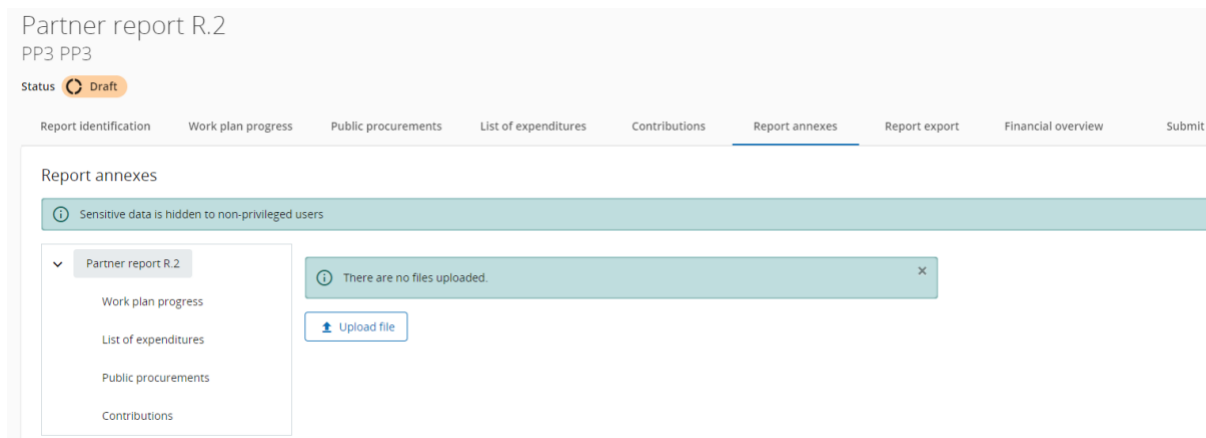 Partner report R.2
PP3 PP3
Status Draft
Report identification Work plan progress Public procurements List of expenditures Contributions Report annexes Report export Financial overview Submit
Report annexes
Sensitive data is hidden to non-privileged users
Partner report R.2
Work plan progress
List of expenditures
Public procurements
Contributions
There are no files uploaded.
Upload file